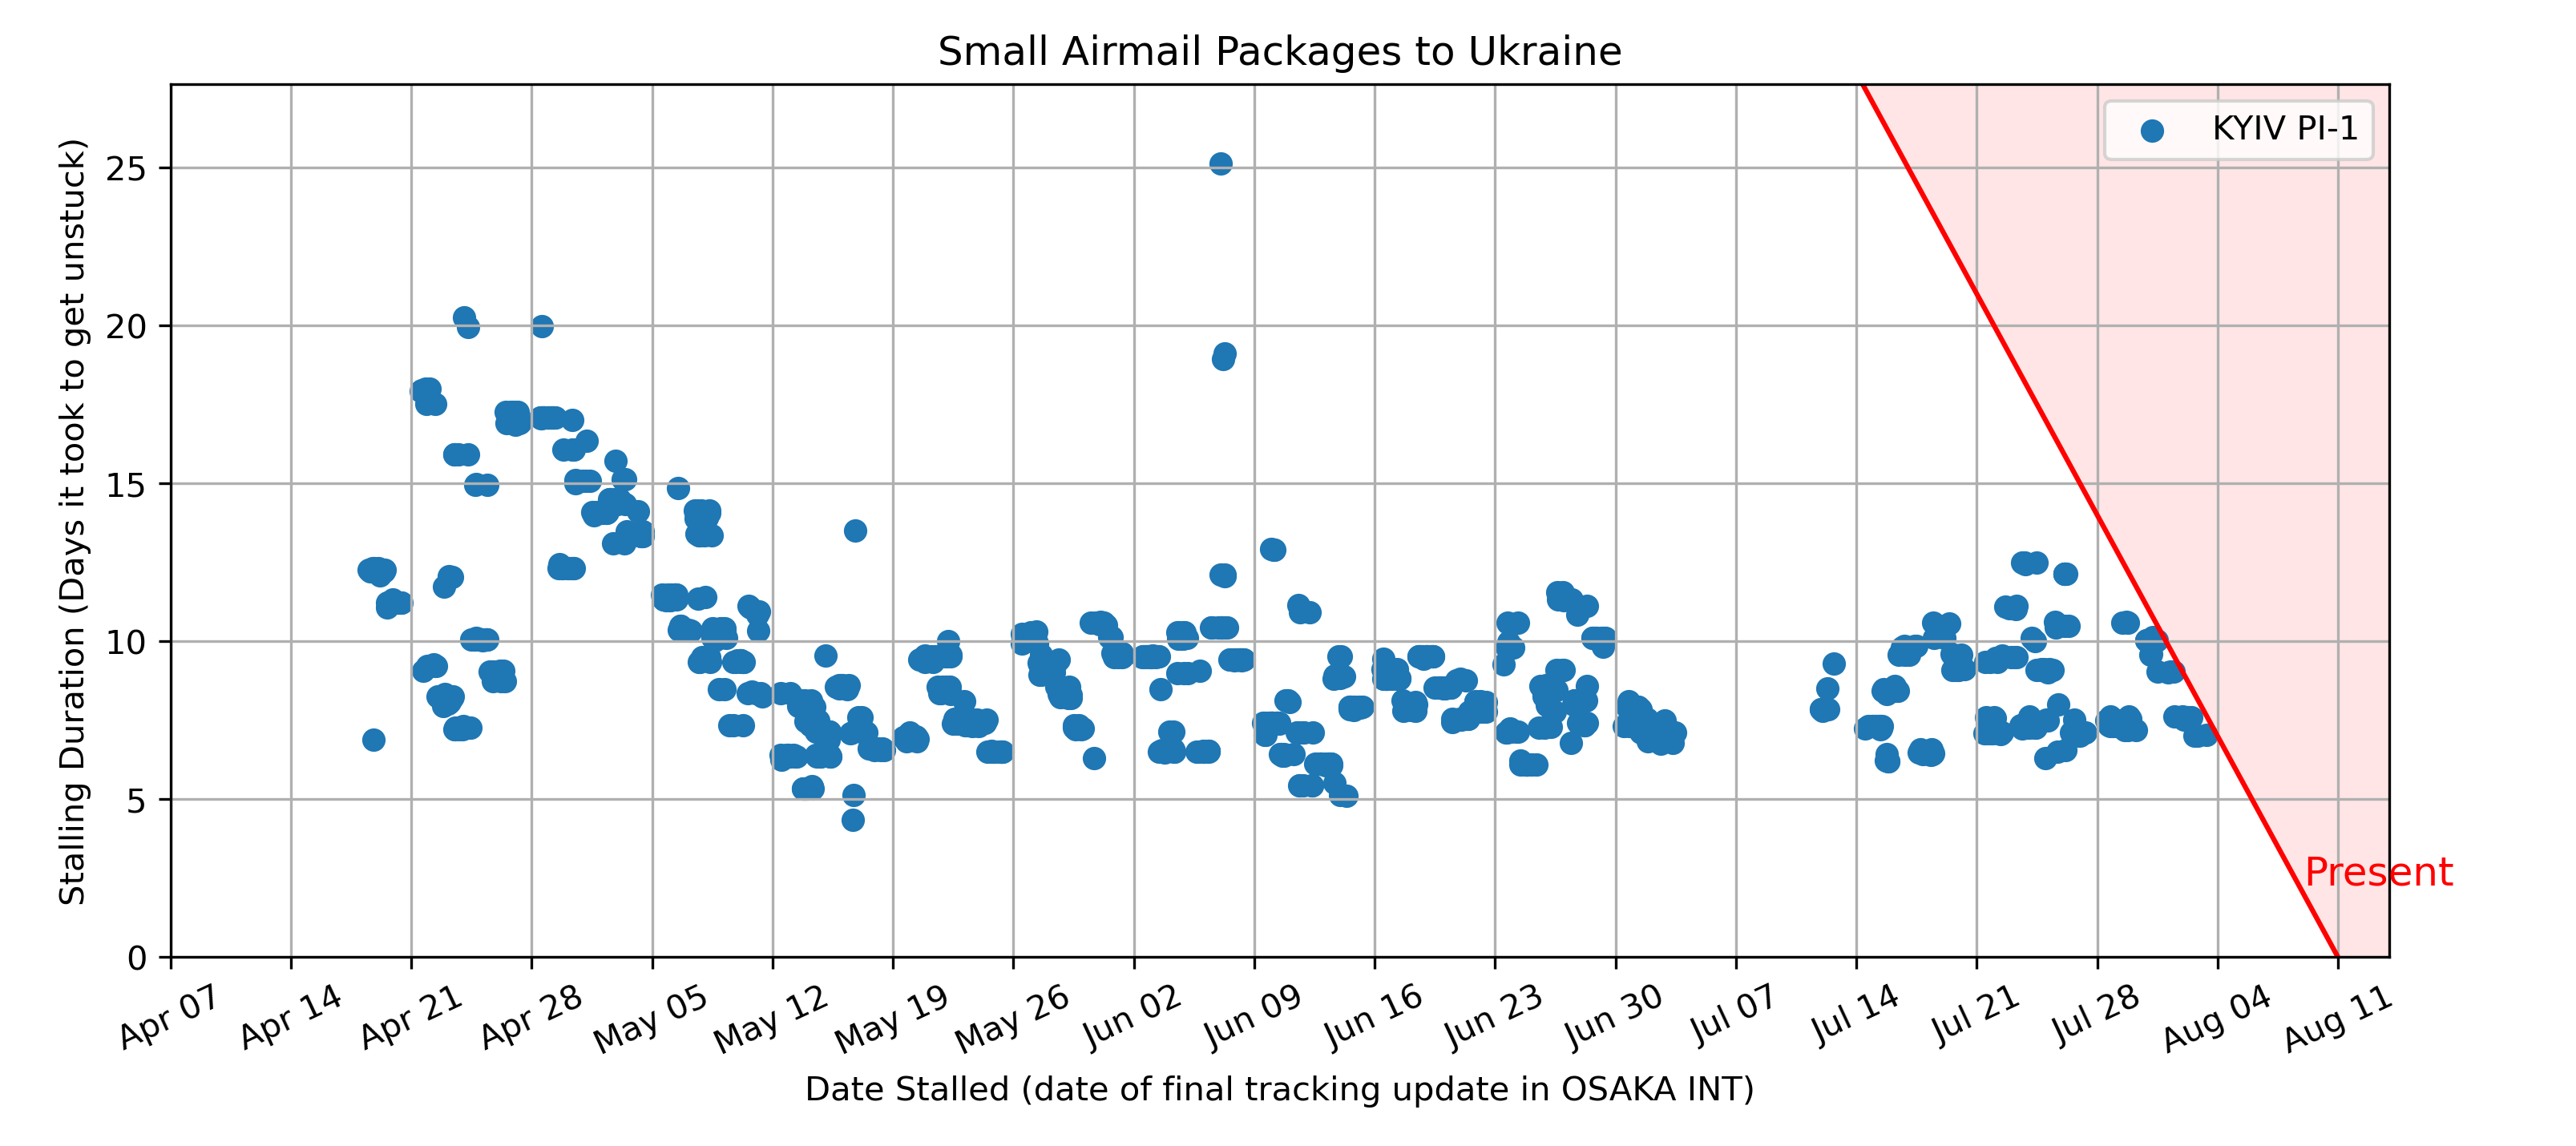 Small Airmail Packages to Ukraine
KYIV PI-1
Stalling Duration (Days it took to get unstuck)
25
20
15
10
5
0
Present
Apr 07
Apr 14
Apr 21
Apr 28
May 05
May 12
May 19
May 26
Jun 02
Jun 09
Jun 16
Jun 23
Jun 30
Jul 07
Jul 14
Jul 21
Jul 28
Aug 04
Aug 11
Date Stalled (date of final tracking update in OSAKA INT)